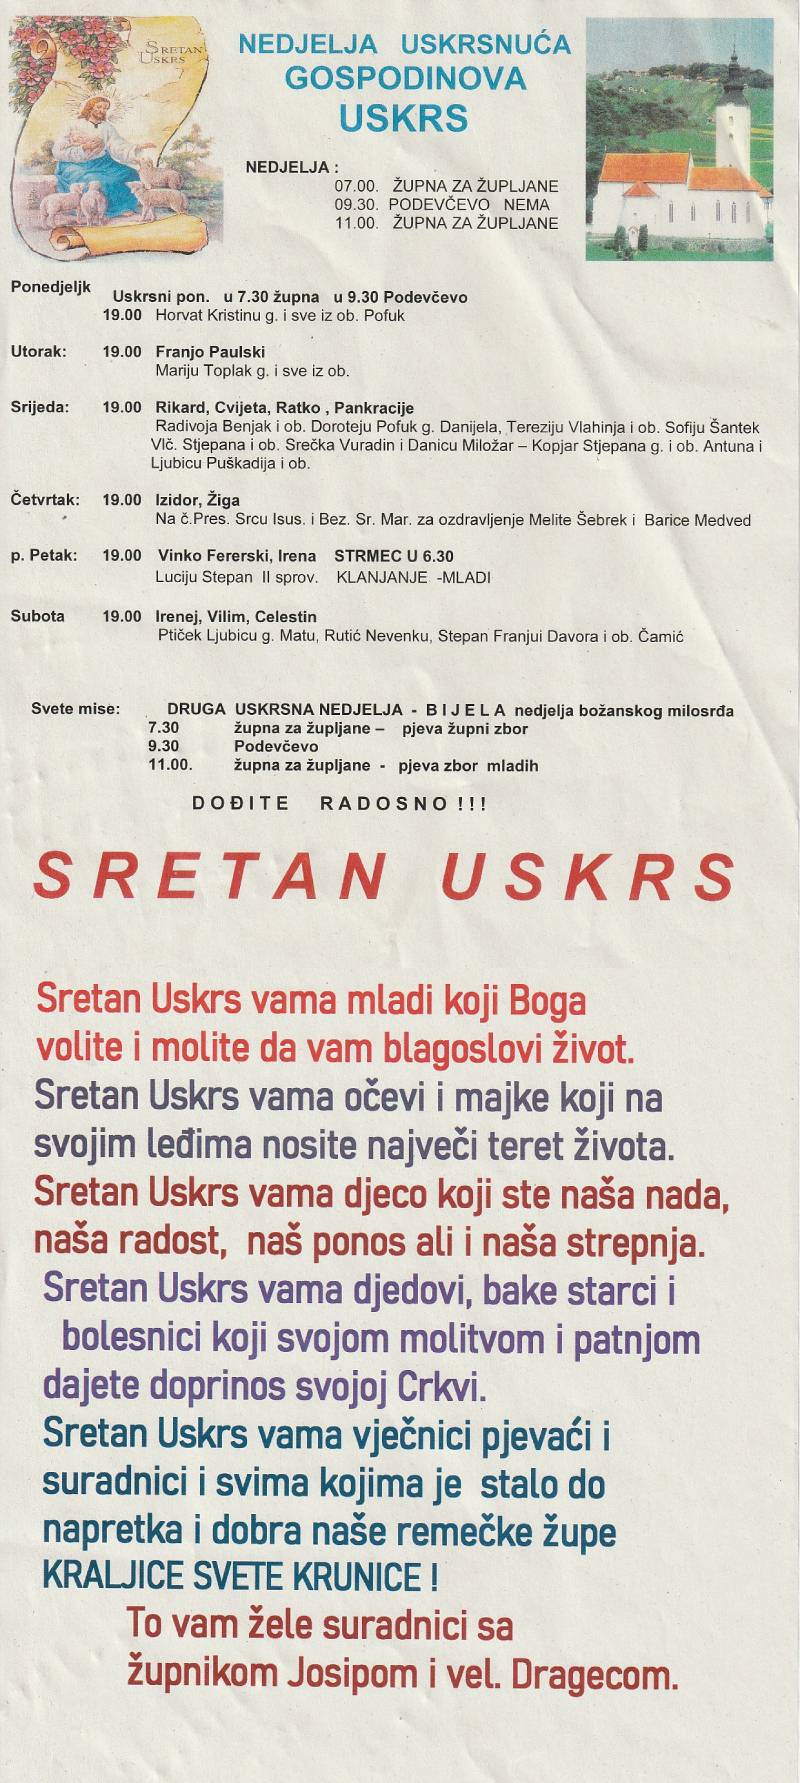 SRETAN
USKRS
NEDJELJA USKRSNUĆA
GOSPODINOVA
USKRS
NEDJELJA :
07.00. ŽUPNA ZA ŽUPLJANE
09.30. PODEVČEVO NEMA
11.00. ŽUPNA ZA ŽUPLJANE
Ponedjeljk
Uskrsni pon. u 7.30 župna u 9.30 Podevčevo
19.00 Horvat Kristinu g. i sve iz ob. Pofuk
Utorak: 19.00 Franjo Paulski
Mariju Toplak g. i sve iz ob.
Srijeda: 19.00 Rikard, Cvijeta, Ratko , Pankracije
Radivoja Benjak i ob. Doroteju Pofuk g. Danijela, Tereziju Vlahinja i ob. Sofiju Šantek
Vlč. Stjepana i ob. Srečka Vuradin i Danicu Miložar – Kopjar Stjepana g. i ob. Antuna i
Ljubicu Puškadija i ob.
Četvrtak: 19.00 Izidor, Žiga
Na č.Pres. Srcu Isus. i Bez. Sr. Mar. za ozdravljenje Melite Šebrek i Barice Medved
p. Petak: 19.00 Vinko Fererski, Irena STRMEC U 6.30
Luciju Stepan II sprov. KLANJANJE -MLADI
Subota 19.00 Irenej, Vilim, Celestin
Ptiček Ljubicu g. Matu, Rutić Nevenku, Stepan Franjui Davora i ob. Čamić
Svete mise: DRUGA USKRSNA NEDJELJA - B I J E L A nedjelja božanskog milosrđa
7.30 župna za župljane – pjeva župni zbor
9.30 Podevčevo
11.00. župna za župljane - pjeva zbor mladih
D O Đ I T E R A D O S N O ! ! !
S R E T A N U S K R S
Sretan Uskrs vama mladi koji Boga
volite i molite da vam blagoslovi život.
Sretan Uskrs vama očevi i majke koji na
svojim leđima nosite največi teret života.
Sretan Uskrs vama djeco koji ste naša nada,
naša radost, naš ponos ali i naša strepnja.
Sretan Uskrs vama djedovi, bake starci i
bolesnici koji svojom molitvom i patnjom
dajete doprinos svojoj Crkvi.
Sretan Uskrs vama vječnici pjevaći i
suradnici i svima kojima je stalo do
napretka i dobra naše remečke župe
KRALJICE SVETE KRUNICE !
To vam žele suradnici sa
župnikom Josipom i vel. Dragecom.